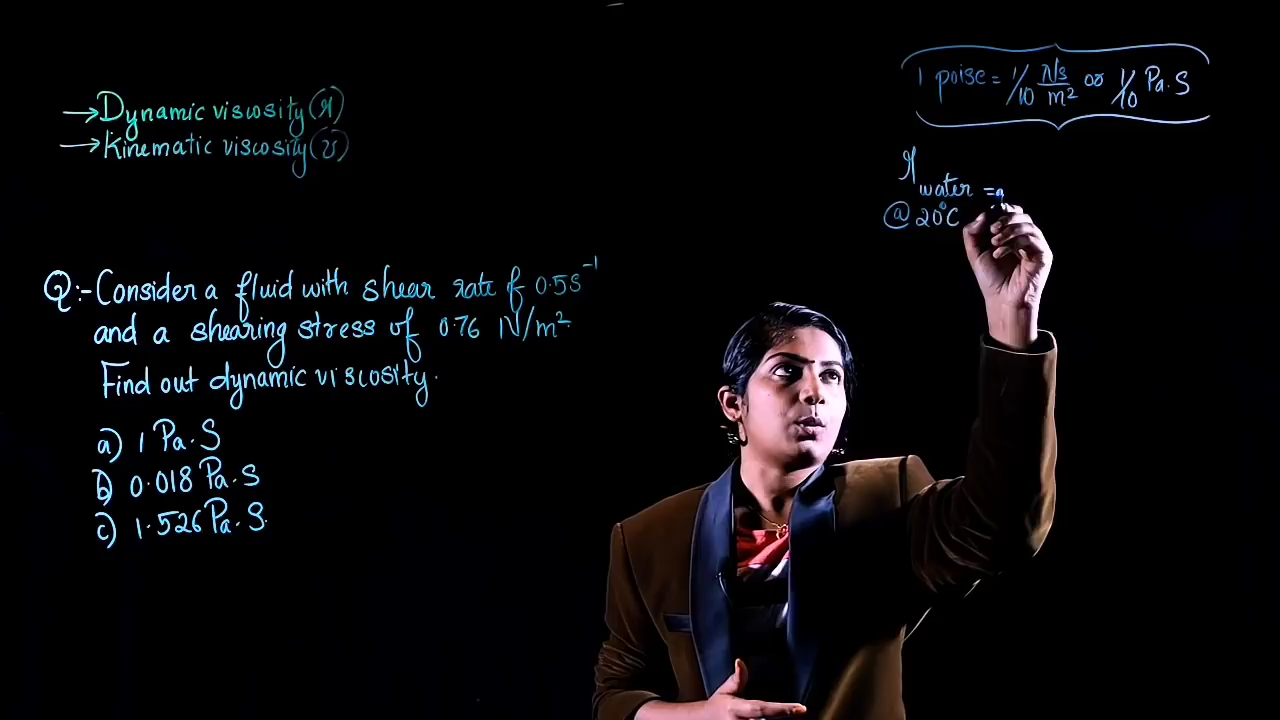 →Dynamic viscosity(μ)
→Kinematic viscosity(ν)
Q:-Consider a fluid with shear rate of 0.5s⁻¹
and a shearing stress of 0.76 N/m².
Find out dynamic viscosity.
a) 1 Pa.S
b) 0.018 Pa.S
c) 1.526 Pa.S.
1 poise = 1/10 Ns/m² or 1/10 Pa.S
μ water =
@ 20°C